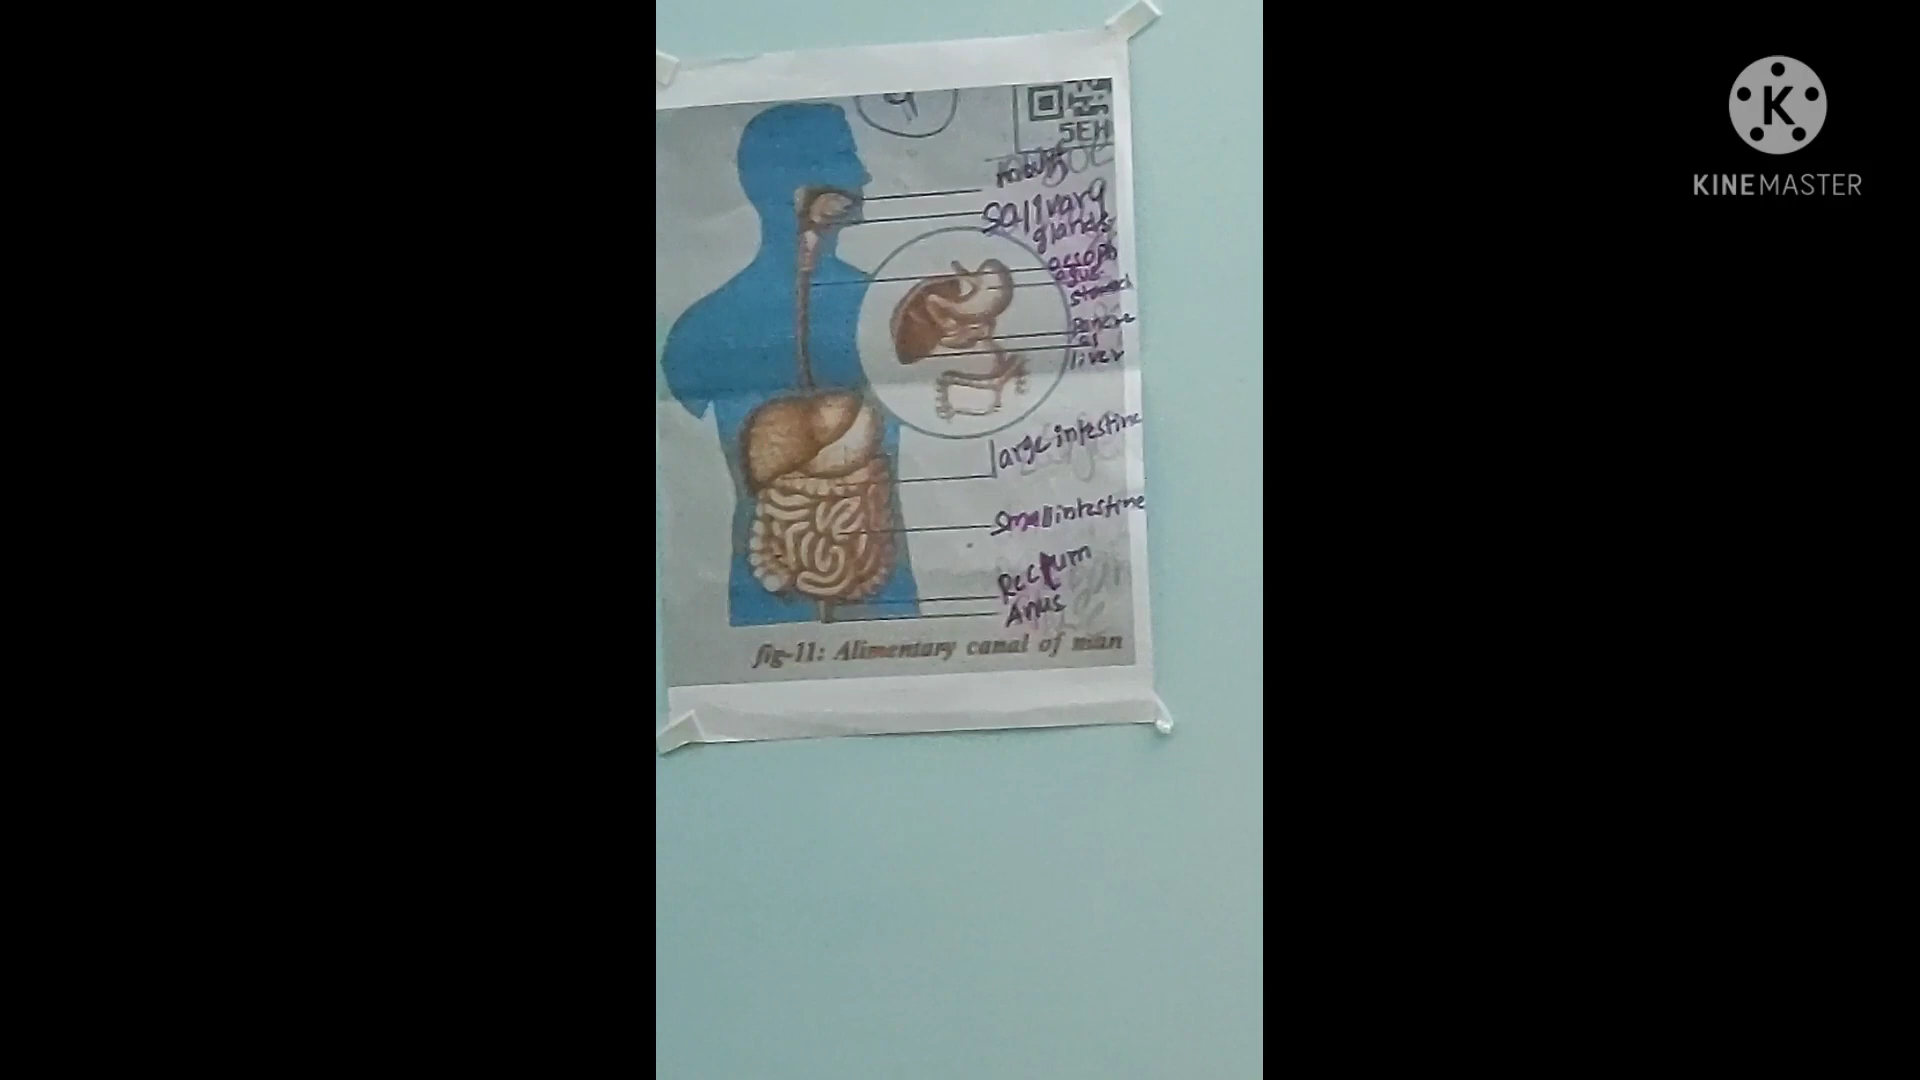 5EH
Salivary
glands
oesoph
agus
stomach
pancre
as
liver
large intestine
Small intestine
Rectum
Anus
fig-11: Alimentary canal of man
KINEMASTER